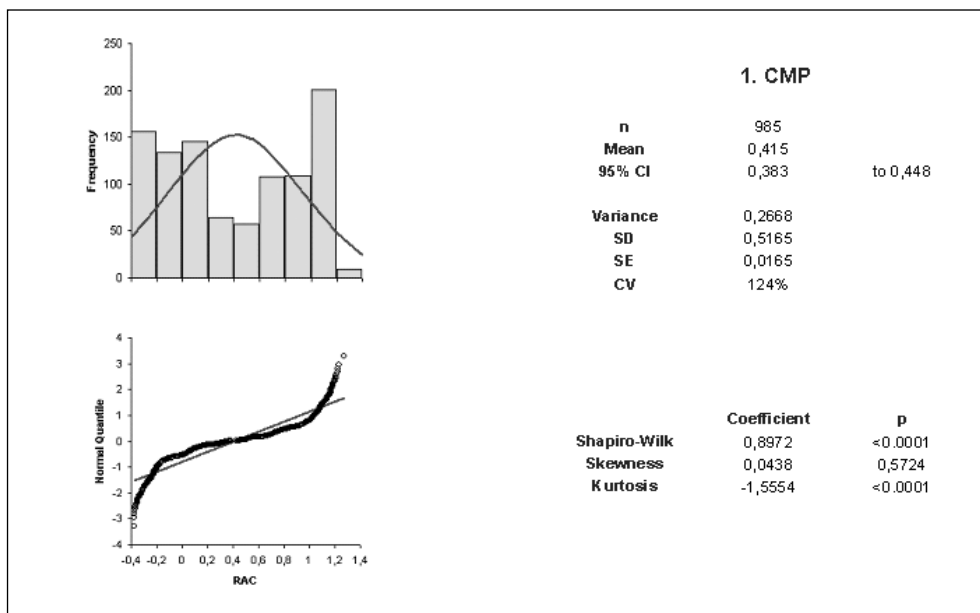 250
200
150
100
50
0
Frequency
4
3
2
1
0
-1
-2
-3
-4
Normal Quantile
-0,4 -0,2 0 0,2 0,4 0,6 0,8 1 1,2 1,4
RAC
1. CMP
n 985
Mean 0,415
95% CI 0,383 to 0,448
Variance 0,2668
SD 0,5165
SE 0,0165
CV 124%
Coefficient p
Shapiro-Wilk 0,8972 <0.0001
Skewness 0,0438 0,5724
Kurtosis -1,5554 <0.0001